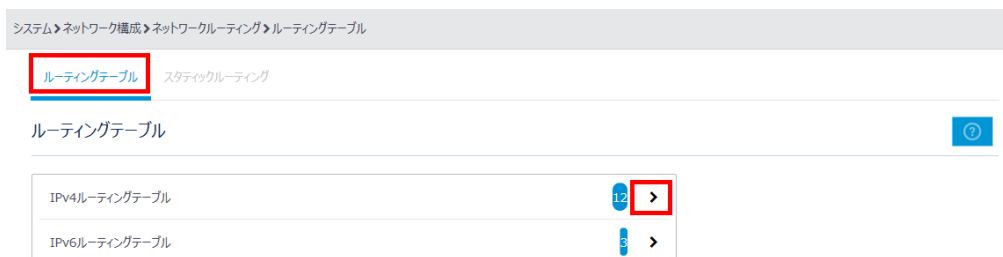 システム>ネットワーク構成>ネットワークルーティング>ルーティングテーブル
ルーティングテーブル スタティックルーティング
ルーティングテーブル ?
IPv4ルーティングテーブル 12 >
IPv6ルーティングテーブル 3 >